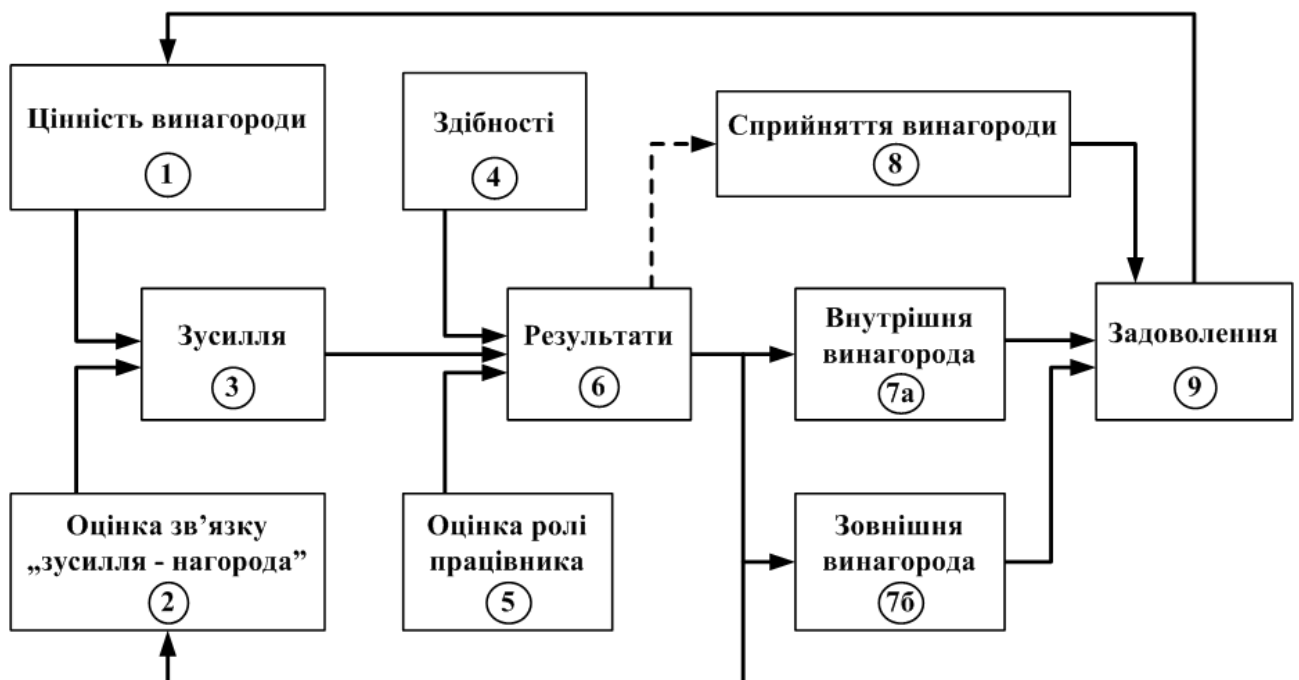 Цінність винагороди
1
Здібності
4
Сприйняття винагороди
8
Зусилля
3
Результати
6
Внутрішня
винагорода
7а
Задоволення
9
Оцінка зв’язку
„зусилля - нагорода”
2
Оцінка ролі
працівника
5
Зовнішня
винагорода
7б